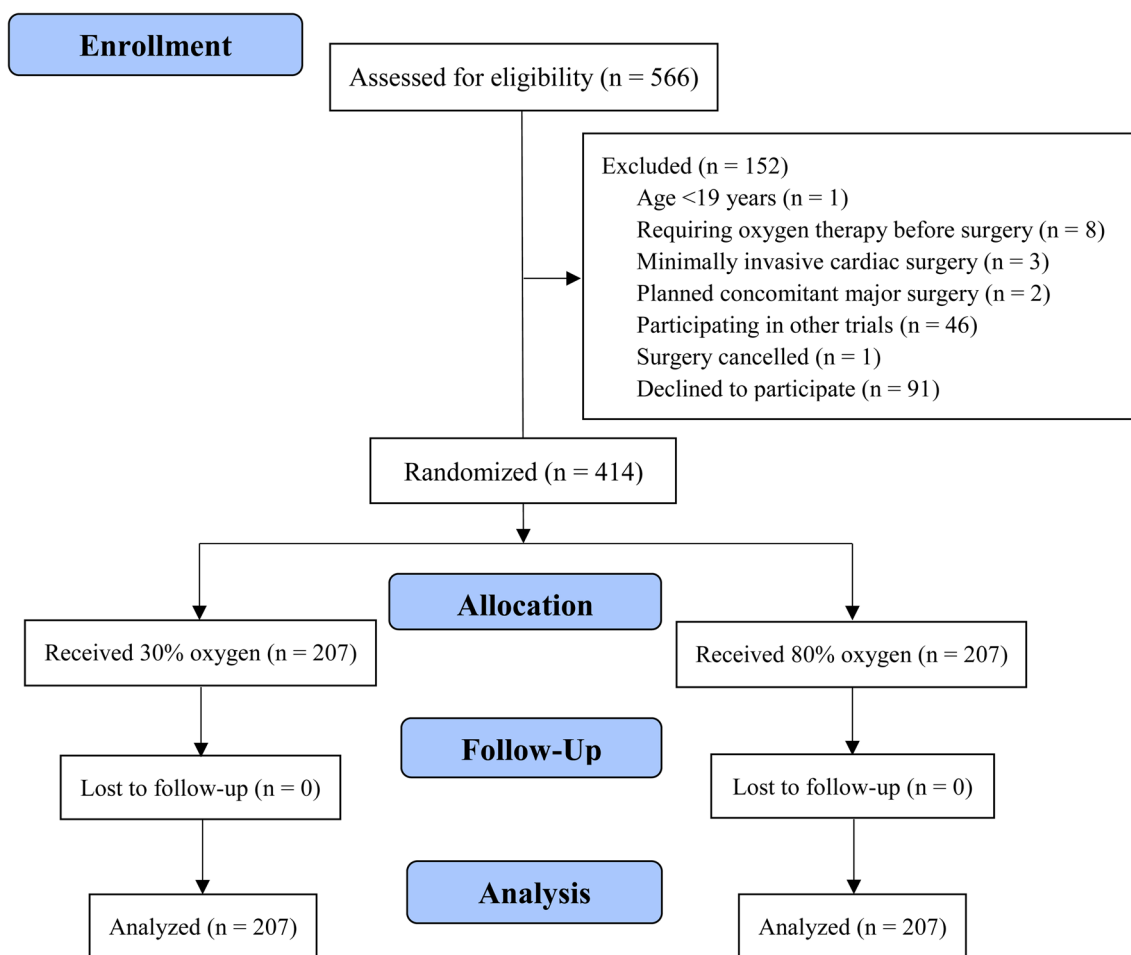 Enrollment
Assessed for eligibility (n = 566)
Excluded (n = 152)
Age <19 years (n = 1)
Requiring oxygen therapy before surgery (n = 8)
Minimally invasive cardiac surgery (n = 3)
Planned concomitant major surgery (n = 2)
Participating in other trials (n = 46)
Surgery cancelled (n = 1)
Declined to participate (n = 91)
Randomized (n = 414)
Allocation
Received 30% oxygen (n = 207)
Received 80% oxygen (n = 207)
Follow-Up
Lost to follow-up (n = 0)
Lost to follow-up (n = 0)
Analysis
Analyzed (n = 207)
Analyzed (n = 207)